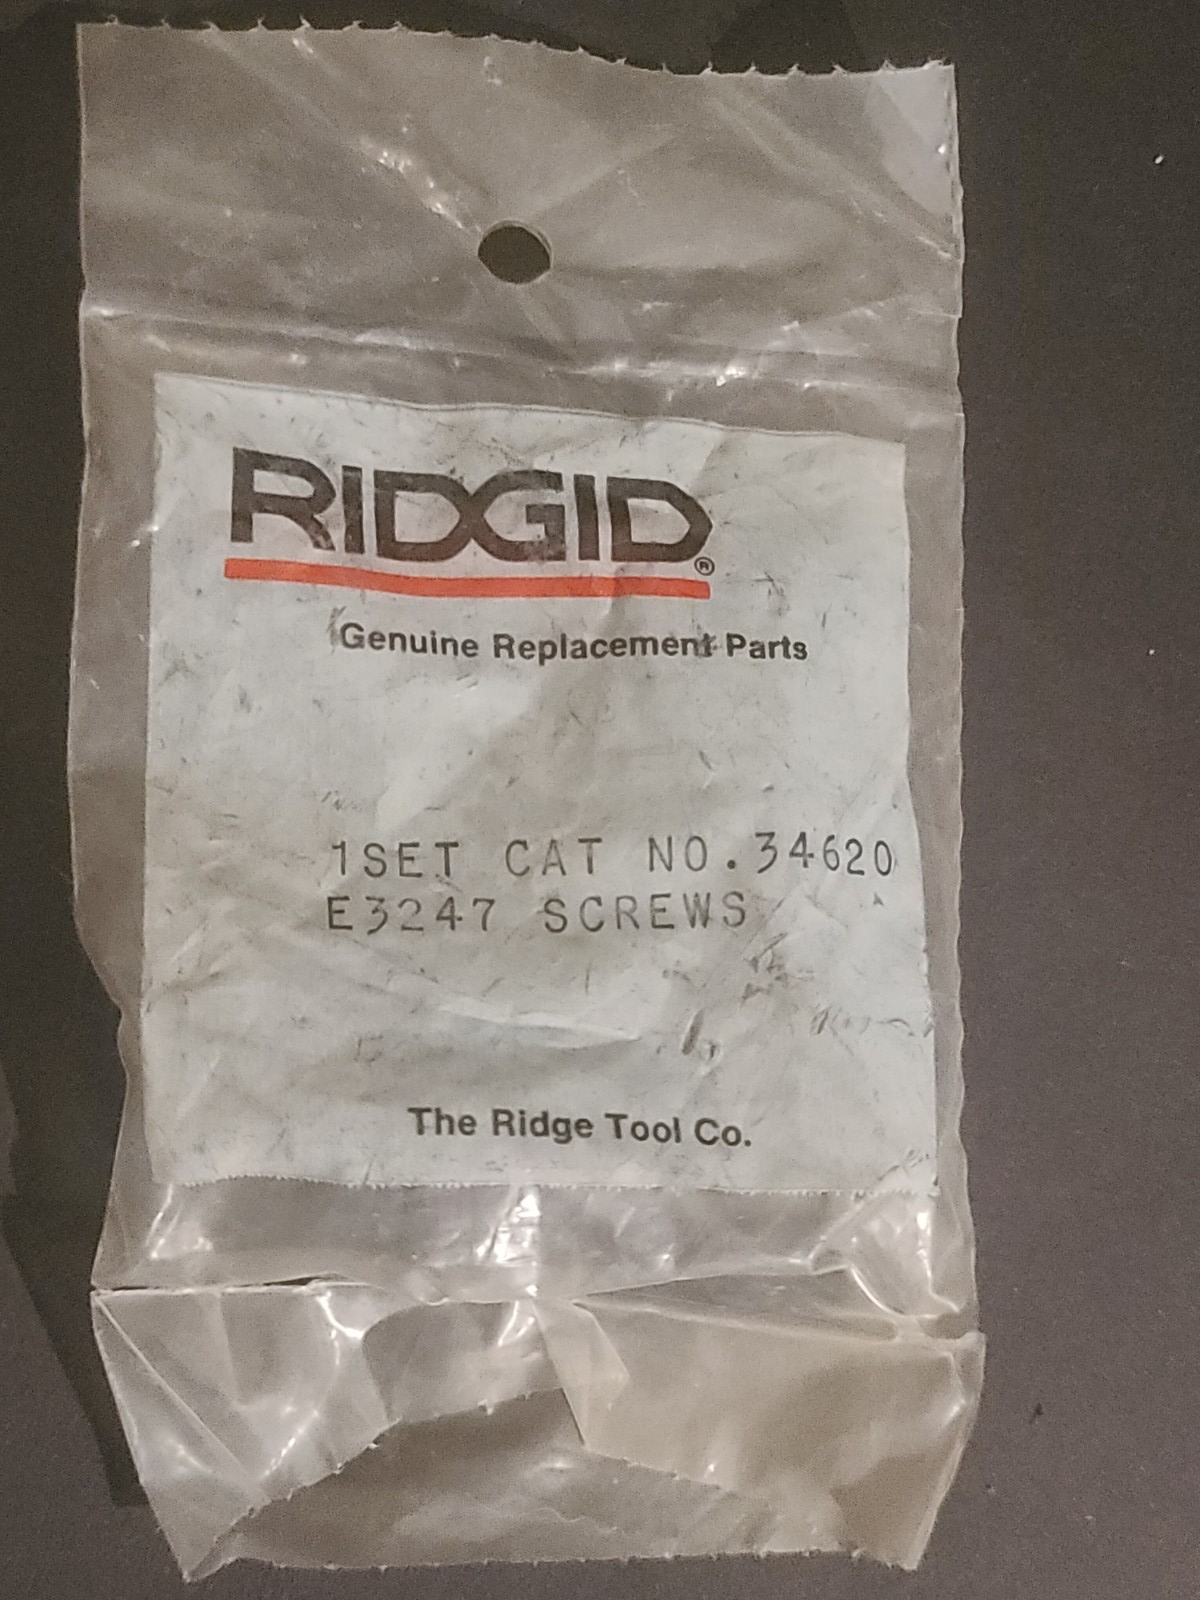 RIDGID®
Genuine Replacement Parts
1SET CAT NO.34620
E3247 SCREWS
The Ridge Tool Co.